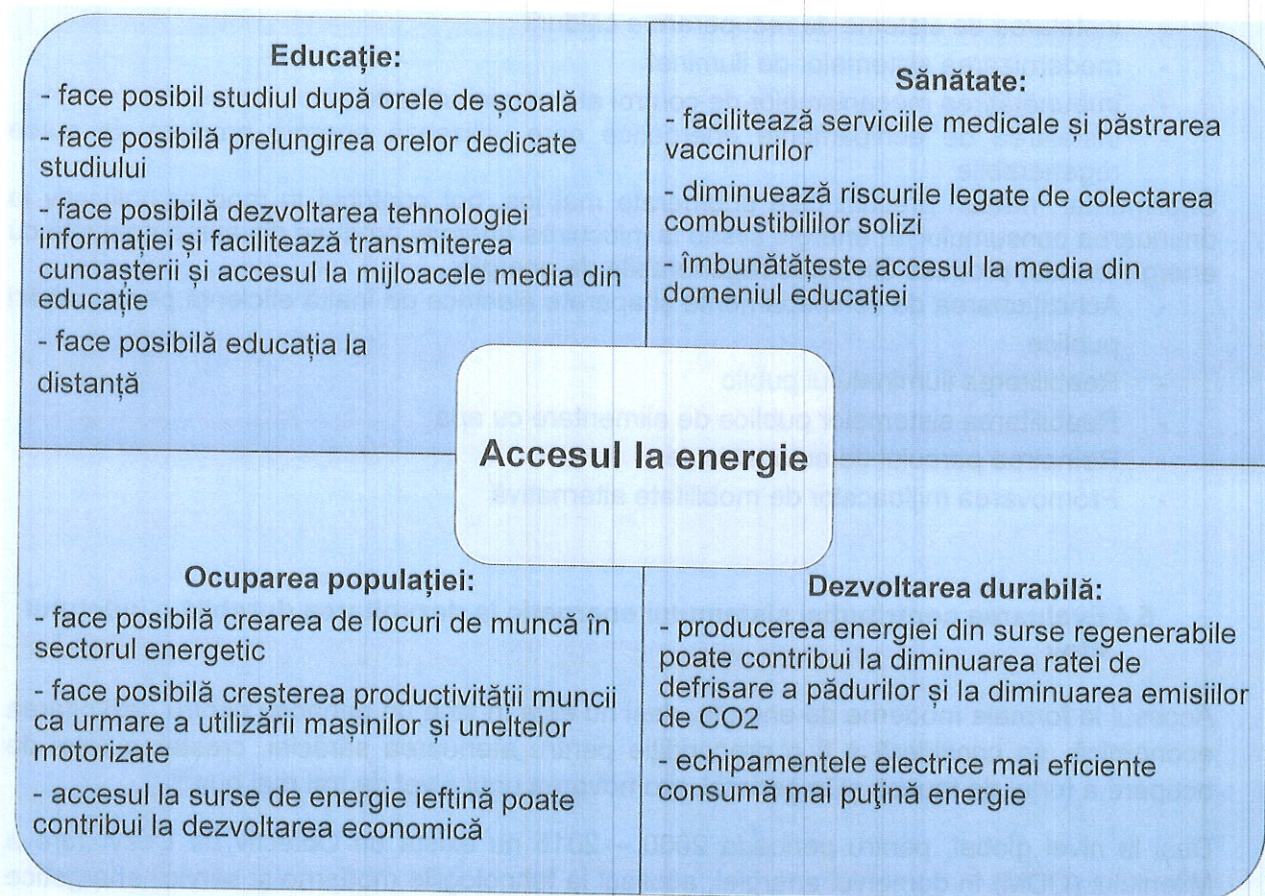 Educație:
- face posibil studiul după orele de școală
- face posibilă prelungirea orelor dedicate
studiului
- face posibilă dezvoltarea tehnologiei
informației și facilitează transmiterea
cunoașterii și accesul la mijloacele media din
educație
- face posibilă educația la
distanță
Sănătate:
- facilitează serviciile medicale și păstrarea
vaccinurilor
- diminuează riscurile legate de colectarea
combustibililor solizi
- îmbunătățește accesul la media din
domeniul educației
Accesul la energie
Ocuparea populației:
- face posibilă crearea de locuri de muncă în
sectorul energetic
- face posibilă creșterea productivității muncii
ca urmare a utilizării mașinilor și uneltelor
motorizate
- accesul la surse de energie ieftină poate
contribui la dezvoltarea economică
Dezvoltarea durabilă:
- producerea energiei din surse regenerabile
poate contribui la diminuarea ratei de
defrisare a pădurilor și la diminuarea emisiilor
de CO2
- echipamentele electrice mai eficiente
consumă mai puţină energie